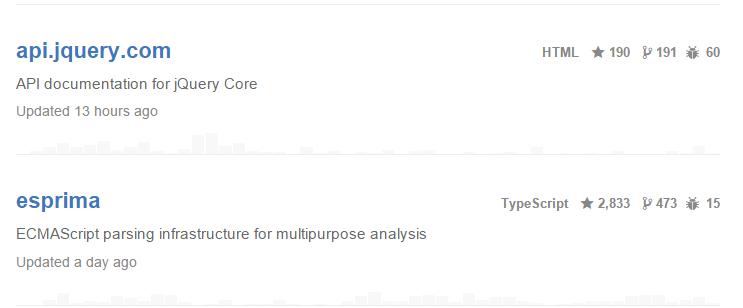 api.jquery.com
HTML 190 191 60
API documentation for jQuery Core
Updated 13 hours ago
esprima
TypeScript 2,833 473 15
ECMAScript parsing infrastructure for multipurpose analysis
Updated a day ago